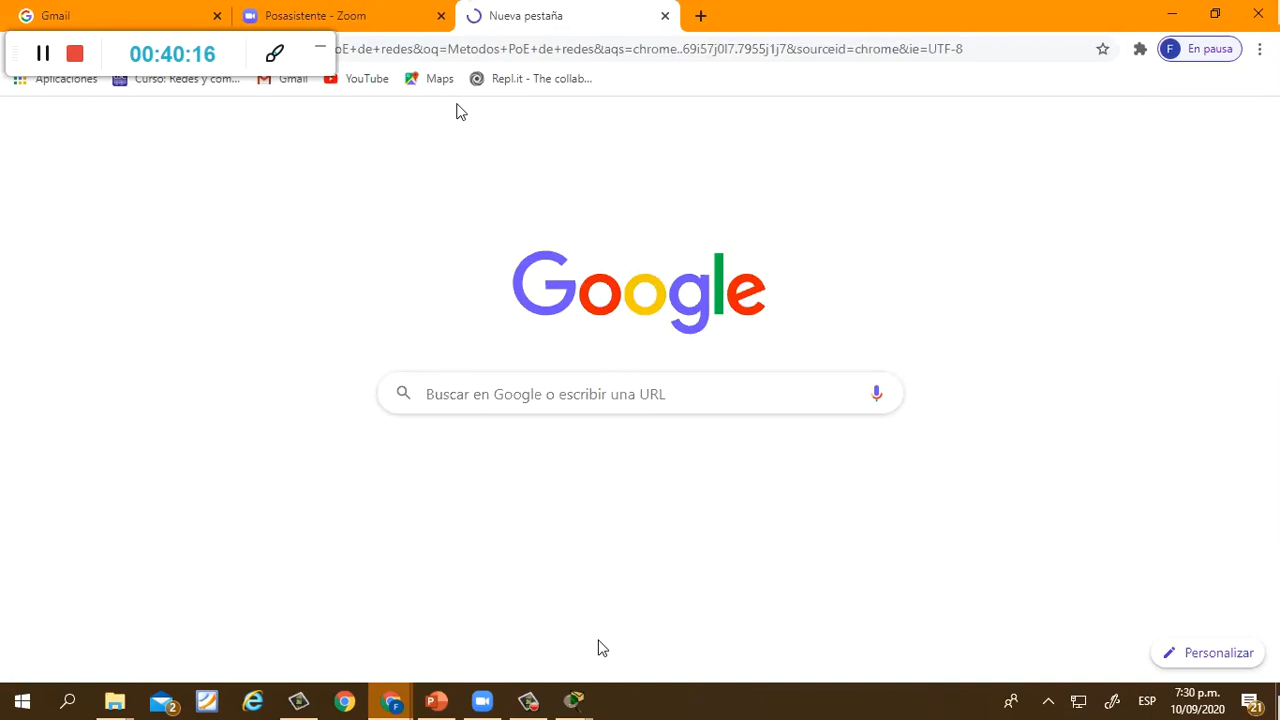 Gmail
Posasistente - Zoom
Nueva pestaña
00:40:16
oE+de+redes&oq=Metodos+PoE+de+redes&aqs=chrome..69i57j0l7.7955j1j7&sourceid=chrome&ie=UTF-8
F
En pausa
Aplicaciones
Curso: Redes y com...
Gmail
YouTube
Maps
Repl.it - The collab...
Google
Buscar en Google o escribir una URL
Personalizar
2
F
ESP
7:30 p.m.
10/09/2020
21